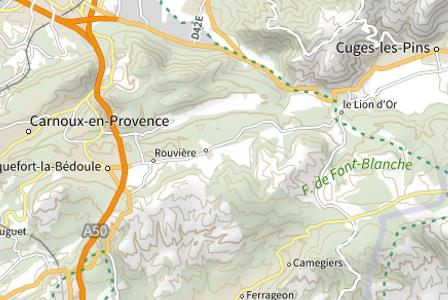 D42E
Cuges-les-Pins
le Lion d'Or
Carnoux-en-Provence
Rouvière
quefort-la-Bédoule
F. de Font-Blanche
A50
uguet
Camegiers
Ferrageon